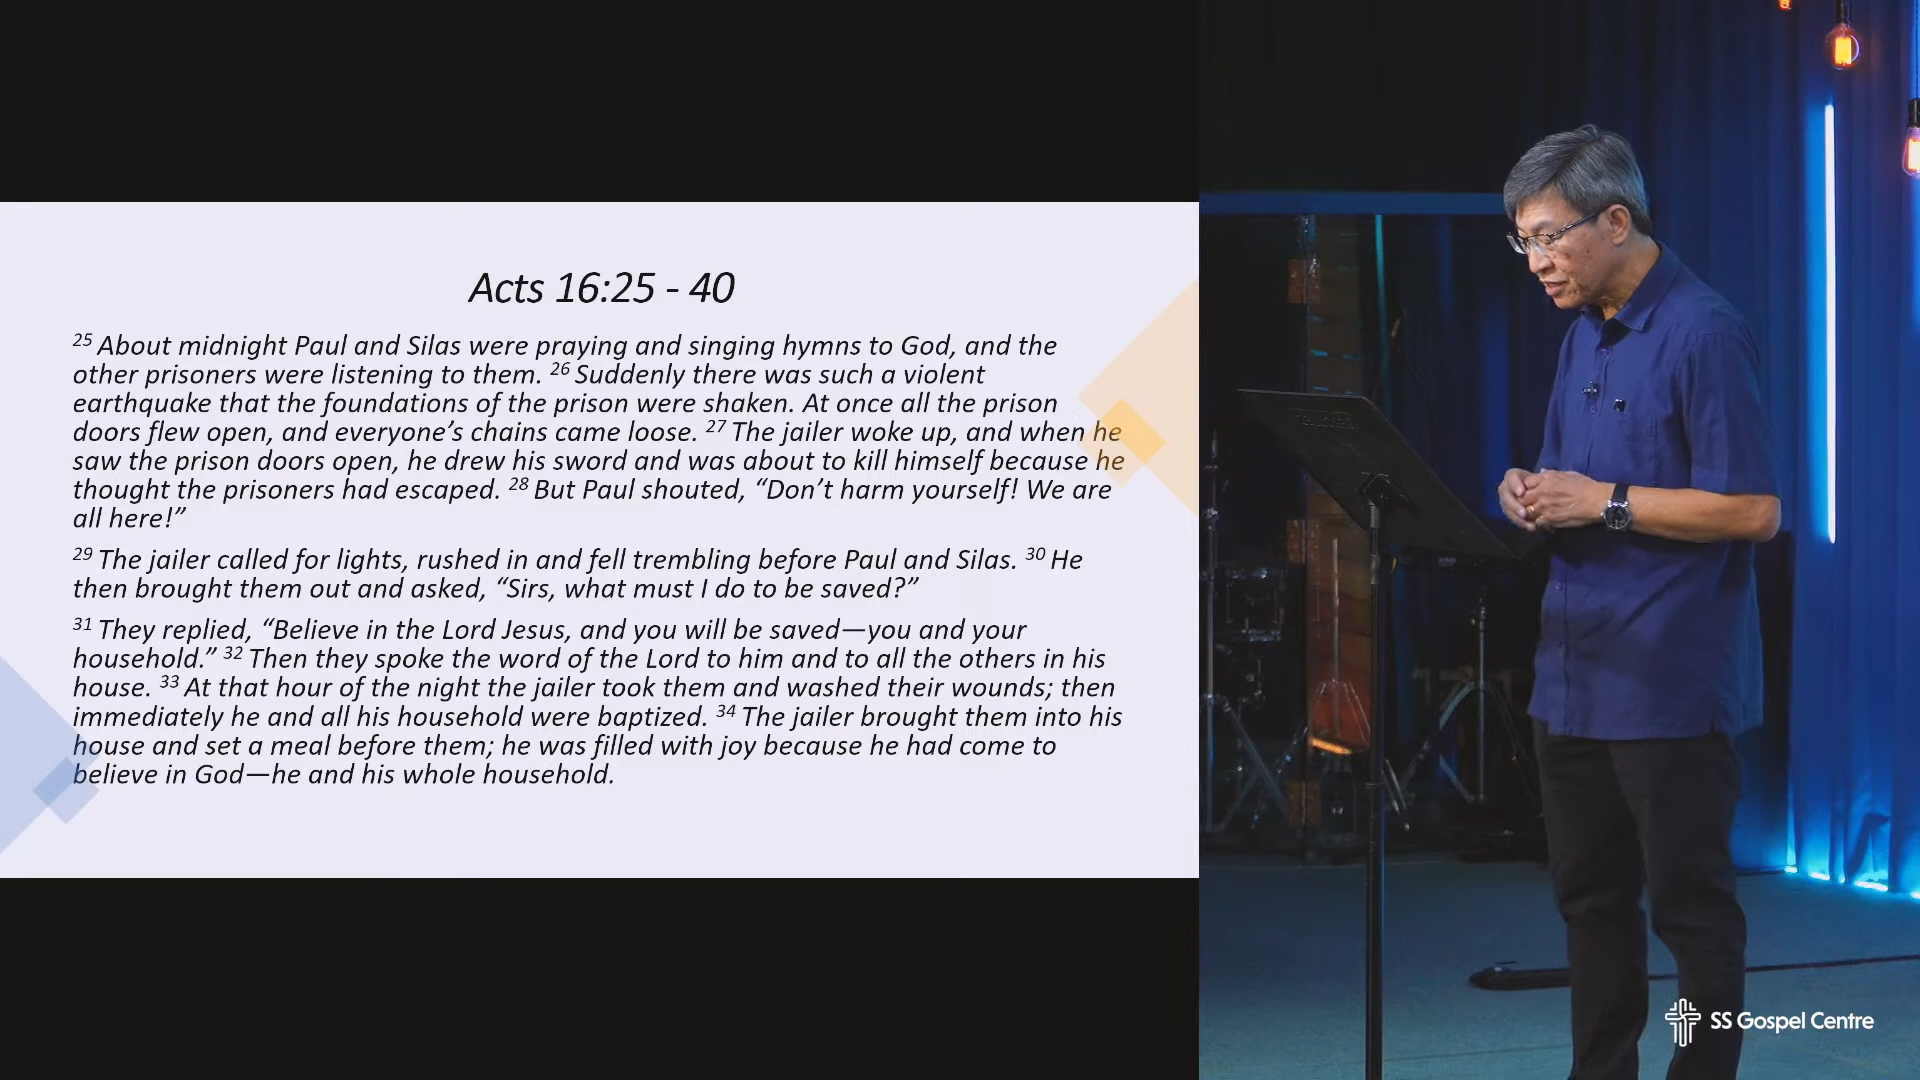 Acts 16:25 - 40
25 About midnight Paul and Silas were praying and singing hymns to God, and the
other prisoners were listening to them. 26 Suddenly there was such a violent
earthquake that the foundations of the prison were shaken. At once all the prison
doors flew open, and everyone’s chains came loose. 27 The jailer woke up, and when he
saw the prison doors open, he drew his sword and was about to kill himself because he
thought the prisoners had escaped. 28 But Paul shouted, “Don’t harm yourself! We are
all here!”
29 The jailer called for lights, rushed in and fell trembling before Paul and Silas. 30 He
then brought them out and asked, “Sirs, what must I do to be saved?”
31 They replied, “Believe in the Lord Jesus, and you will be saved—you and your
household.” 32 Then they spoke the word of the Lord to him and to all the others in his
house. 33 At that hour of the night the jailer took them and washed their wounds; then
immediately he and all his household were baptized. 34 The jailer brought them into his
house and set a meal before them; he was filled with joy because he had come to
believe in God—he and his whole household.
SS Gospel Centre